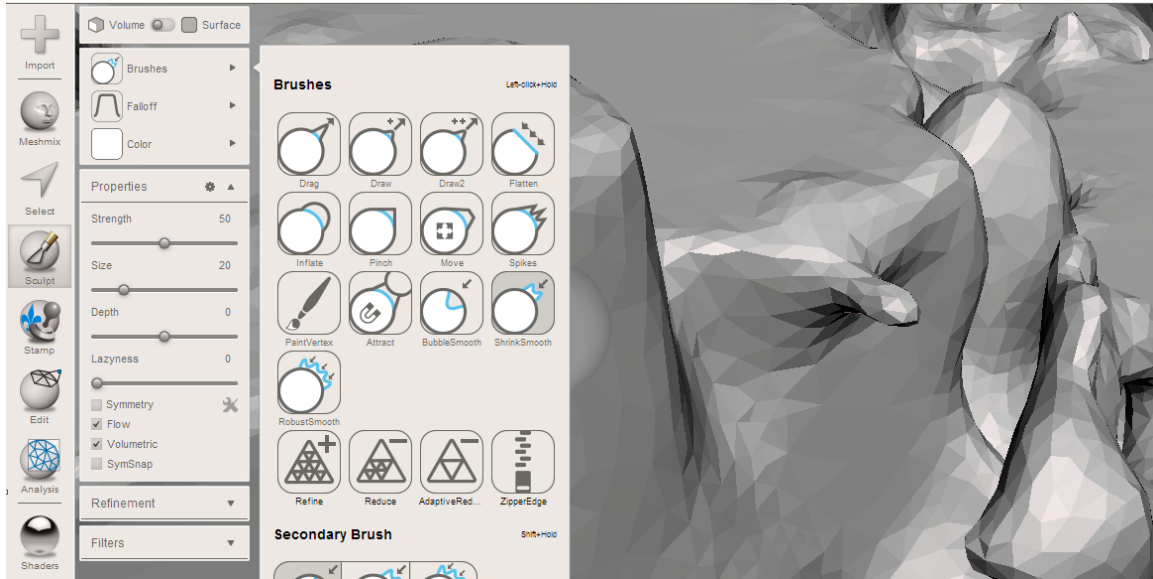 Import
Meshmix
Select
Sculpt
Stamp
Edit
Analysis
Shaders
Volume Surface
Brushes
Falloff
Color
Properties
Strength 50
Size 20
Depth 0
Lazyness 0
Symmetry
Flow
Volumetric
SymSnap
Refinement
Filters
Brushes Left-click+Hold
Drag Draw Draw2 Flatten
Inflate Pinch Move Spikes
PaintVertex Attract BubbleSmooth ShrinkSmooth
RobustSmooth
Refine Reduce AdaptiveRed... ZipperEdge
Secondary Brush Shift+Hold